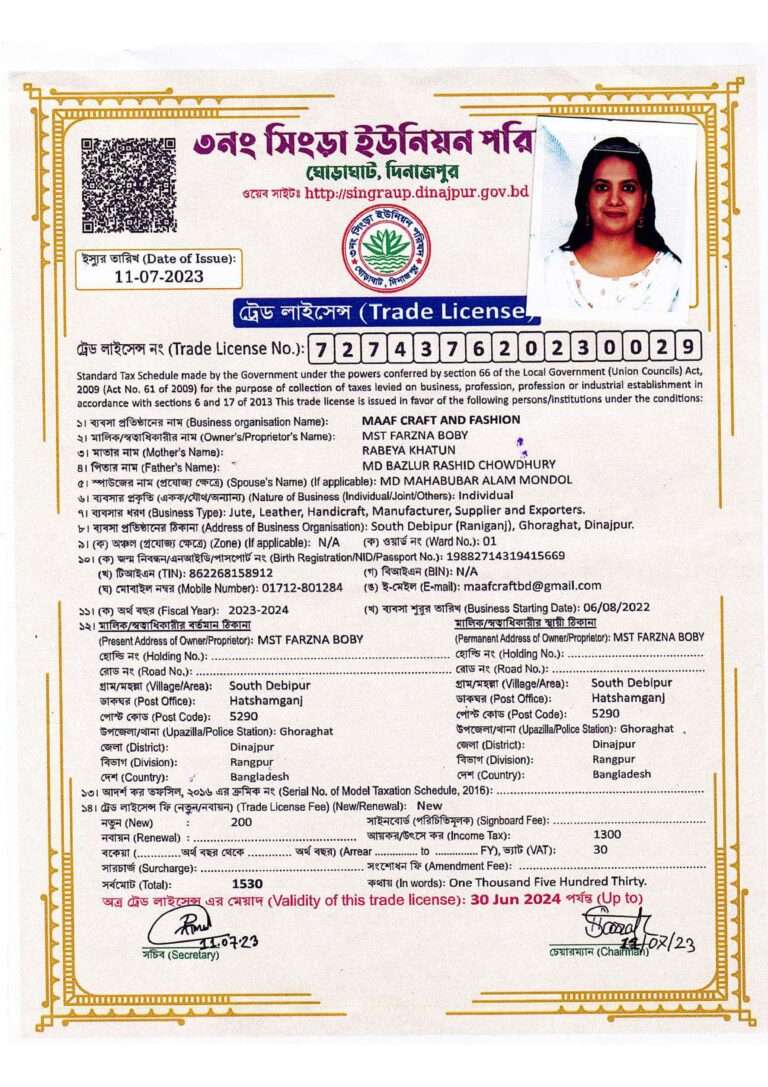 ৩নং সিংড়া ইউনিয়ন পরি
ঘোড়াঘাট, দিনাজপুর
ওয়েব সাইটঃ http://singraup.dinajpur.gov.bd
৩নং সিংড়া ইউনিয়ন পরিষদ
ঘোড়াঘাট, দিনাজপুর
ইস্যুর তারিখ (Date of Issue):
11-07-2023
ট্রেড লাইসেন্স (Trade License)
ট্রেড লাইসেন্স নং (Trade License No.): 7 2 7 4 3 7 6 2 0 2 3 0 0 2 9
Standard Tax Schedule made by the Government under the powers conferred by section 66 of the Local Government (Union Councils) Act,
2009 (Act No. 61 of 2009) for the purpose of collection of taxes levied on business, profession, profession or industrial establishment in
accordance with sections 6 and 17 of 2013 This trade license is issued in favor of the following persons/institutions under the conditions:
১। ব্যবসা প্রতিষ্ঠানের নাম (Business organisation Name): MAAF CRAFT AND FASHION
২। মালিক/স্বত্বাধিকারীর নাম (Owner's/Proprietor's Name): MST FARZNA BOBY
৩। মাতার নাম (Mother's Name): RABEYA KHATUN
৪। পিতার নাম (Father's Name): MD BAZLUR RASHID CHOWDHURY
৫। স্পাউজের নাম (প্রযোজ্য ক্ষেত্রে) (Spouse's Name) (If applicable): MD MAHABUBAR ALAM MONDOL
৬। ব্যবসার প্রকৃতি (একক/যৌথ/অন্যান্য) (Nature of Business (Individual/Joint/Others): Individual
৭। ব্যবসার ধরণ (Business Type): Jute, Leather, Handicraft, Manufacturer, Supplier and Exporters.
৮। ব্যবসা প্রতিষ্ঠানের ঠিকানা (Address of Business Organisation): South Debipur (Raniganj), Ghoraghat, Dinajpur.
৯। (ক) অঞ্চল (প্রযোজ্য ক্ষেত্রে) (Zone) (If applicable): N/A (ক) ওয়ার্ড নং (Ward No.): 01
১০। (ক) জন্ম নিবন্ধন/এনআইডি/পাসপোর্ট নং (Birth Registration/NID/Passport No.): 19882714319415669
(খ) টিআইএন (TIN): 862268158912 (গ) বিআইএন (BIN): N/A
(ঘ) মোবাইল নম্বর (Mobile Number): 01712-801284 (ঙ) ই-মেইল (E-mail): maafcraftbd@gmail.com
১১। (ক) অর্থ বছর (Fiscal Year): 2023-2024 (খ) ব্যবসা শুরুর তারিখ (Business Starting Date): 06/08/2022
১২। মালিক/স্বত্বাধিকারীর বর্তমান ঠিকানা মালিক/স্বত্বাধিকারীর স্থায়ী ঠিকানা
(Present Address of Owner/Proprietor): MST FARZNA BOBY (Permanent Address of Owner/Proprietor): MST FARZNA BOBY
হোল্ডি নং (Holding No.): হোল্ডি নং (Holding No.):
রোড নং (Road No.): রোড নং (Road No.):
গ্রাম/মহল্লা (Village/Area): South Debipur গ্রাম/মহল্লা (Village/Area): South Debipur
ডাকঘর (Post Office): Hatshamganj ডাকঘর (Post Office): Hatshamganj
পোস্ট কোড (Post Code): 5290 পোস্ট কোড (Post Code): 5290
উপজেলা/থানা (Upazilla/Police Station): Ghoraghat উপজেলা/থানা (Upazilla/Police Station): Ghoraghat
জেলা (District): Dinajpur জেলা (District): Dinajpur
বিভাগ (Division): Rangpur বিভাগ (Division): Rangpur
দেশ (Country): Bangladesh দেশ (Country): Bangladesh
১৩। আদর্শ কর তফসিল, ২০১৬ এর ক্রমিক নং (Serial No. of Model Taxation Schedule, 2016):
১৪। ট্রেড লাইসেন্স ফি (নতুন/নবায়ন) (Trade License Fee) (New/Renewal): New
নতুন (New) : 200 সাইনবোর্ড (পরিচিতিমূলক) (Signboard Fee):
নবায়ন (Renewal) : আয়কর/উৎসে কর (Income Tax): 1300
বকেয়া (............অর্থ বছর থেকে ............ অর্থ বছর) (Arrear ............ to ............ FY), ভ্যাট (VAT): 30
সারচার্জ (Surcharge): সংশোধন ফি (Amendment Fee):
সর্বমোট (Total): 1530 কথায় (In words): One Thousand Five Hundred Thirty.
অত্র ট্রেড লাইসেন্স এর মেয়াদ (Validity of this trade license): 30 Jun 2024 পর্যন্ত (Up to)
11.07.23
সচিব (Secretary)
11/07/23
চেয়ারম্যান (Chairman)